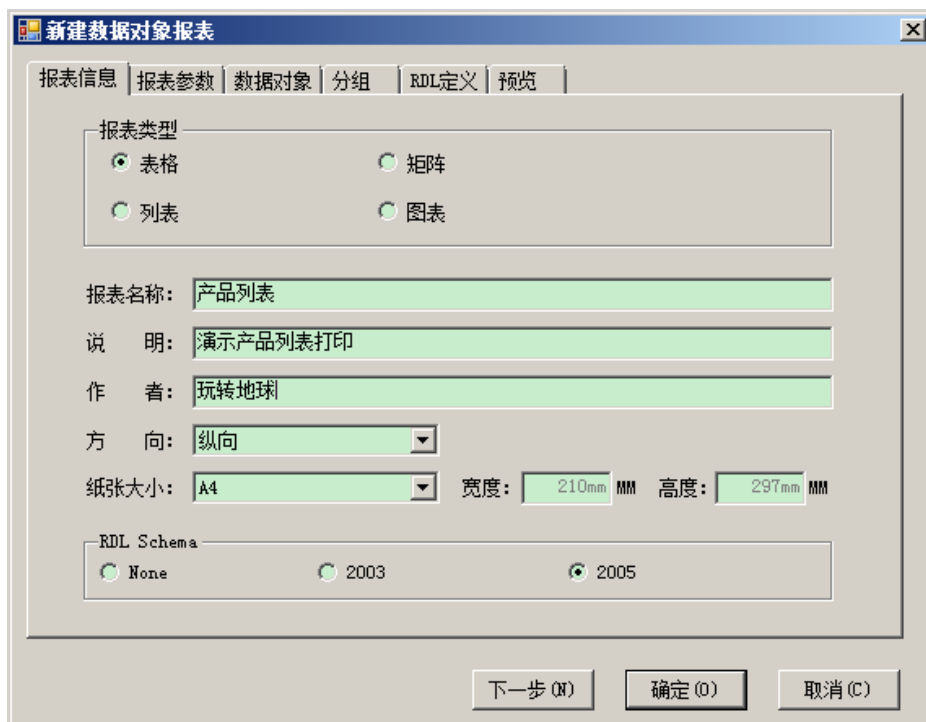 新建数据对象报表
报表信息 报表参数 数据对象 分组 RDL定义 预览
报表类型
表格 矩阵
列表 图表
报表名称: 产品列表
说 明: 演示产品列表打印
作 者: 玩转地球
方 向: 纵向
纸张大小: A4 宽度: 210mm MM 高度: 297mm MM
RDL Schema
None 2003 2005
下一步(N) 确定(O) 取消(C)